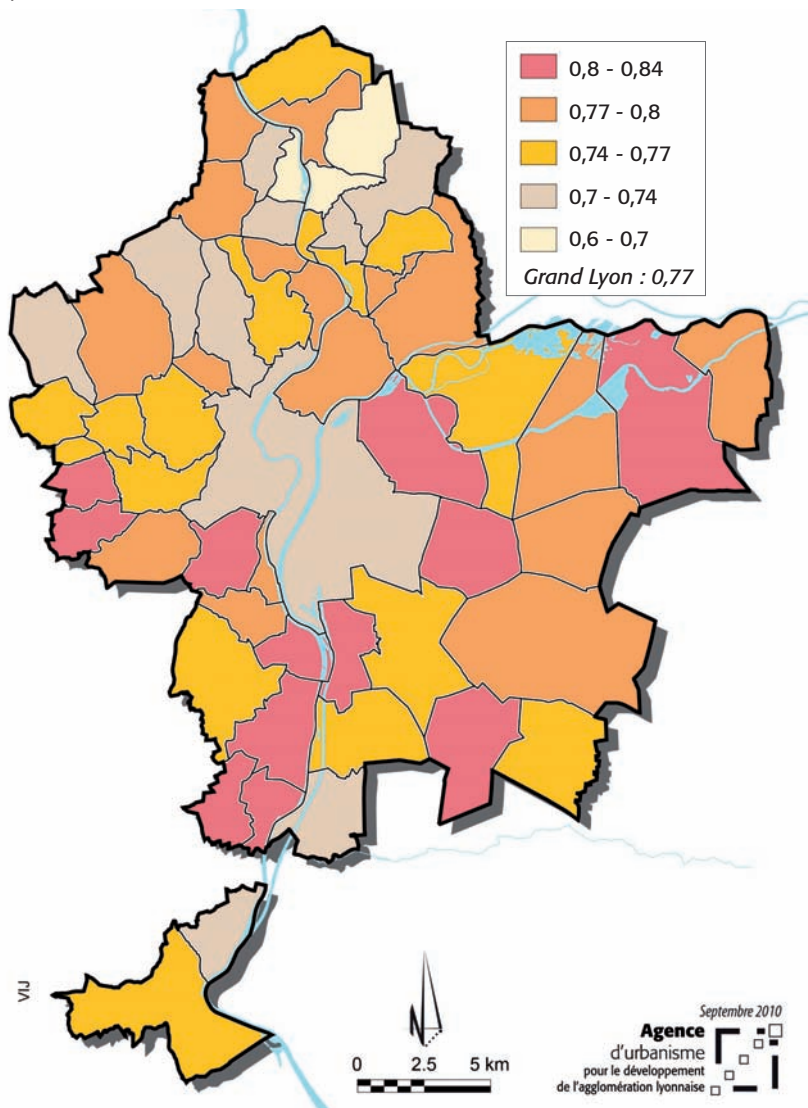 0,8 - 0,84
0,77 - 0,8
0,74 - 0,77
0,7 - 0,74
0,6 - 0,7
Grand Lyon : 0,77
VIJ
N
0 2.5 5 km
Septembre 2010
Agence
d'urbanisme
pour le développement
de l'agglomération lyonnaise